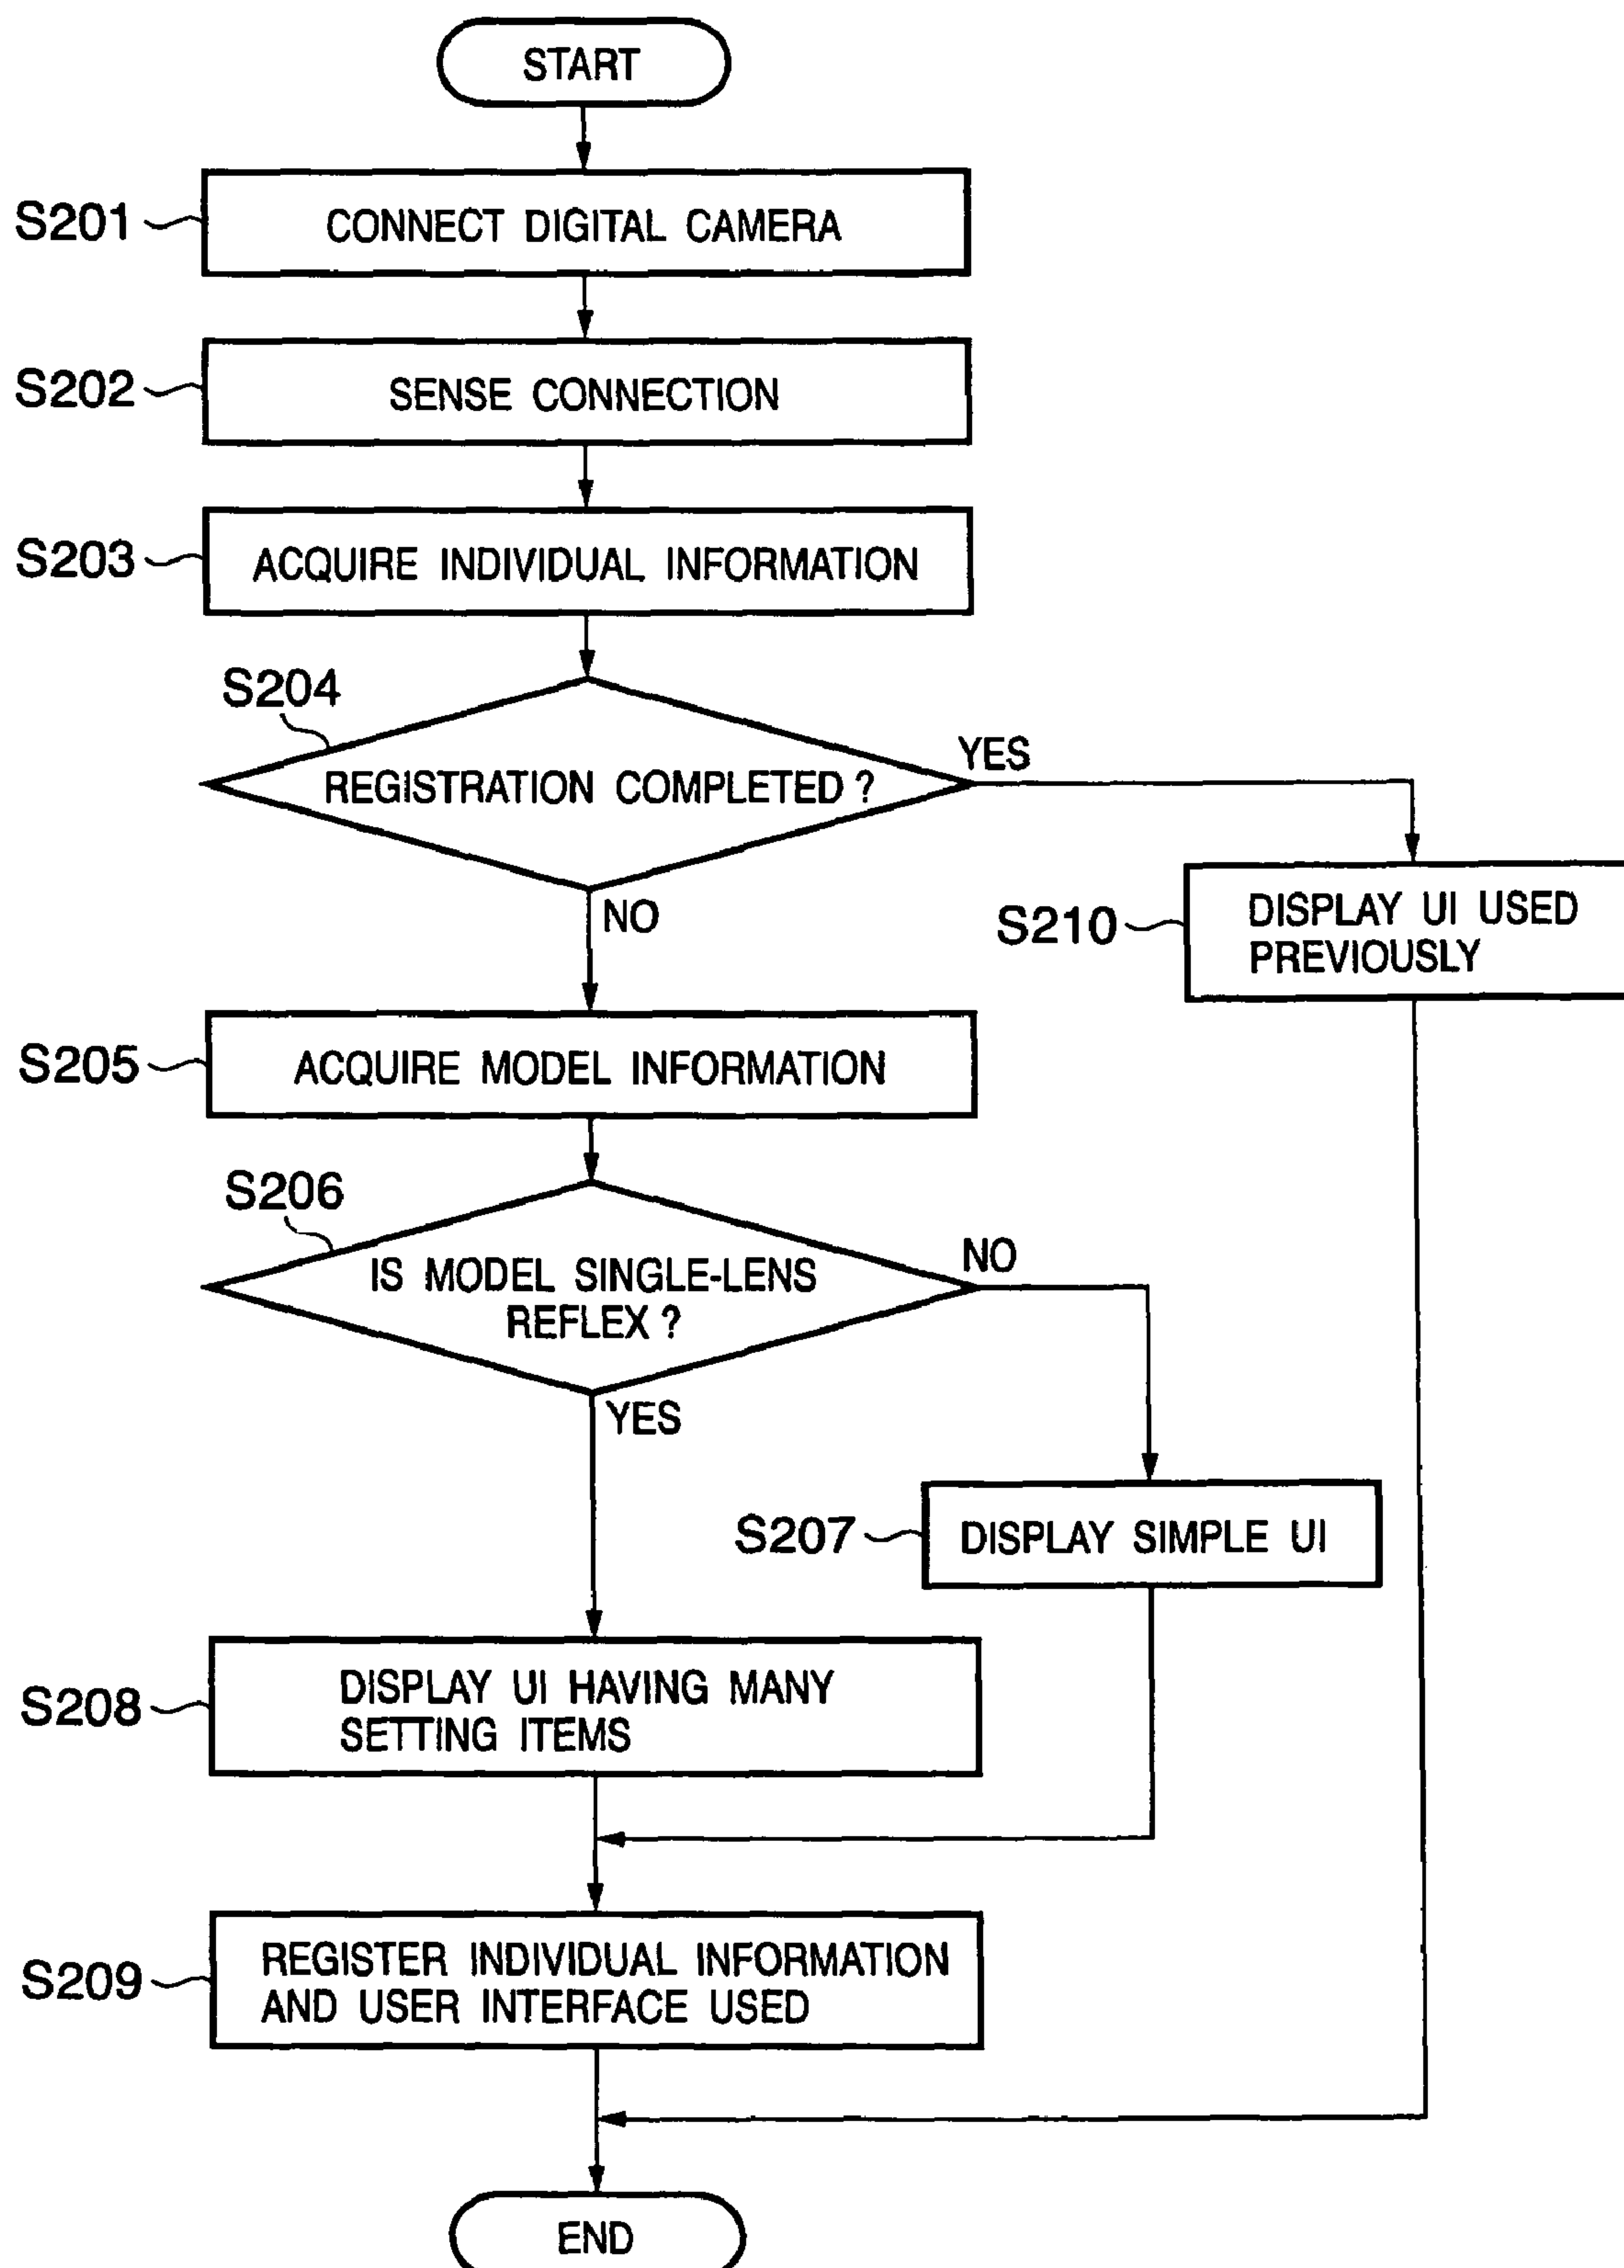 START
S201
CONNECT DIGITAL CAMERA
S202
SENSE CONNECTION
S203
ACQUIRE INDIVIDUAL INFORMATION
S204
REGISTRATION COMPLETED ?
YES
NO
S210
DISPLAY UI USED
PREVIOUSLY
S205
ACQUIRE MODEL INFORMATION
S206
IS MODEL SINGLE-LENS
REFLEX ?
NO
YES
S207
DISPLAY SIMPLE UI
S208
DISPLAY UI HAVING MANY
SETTING ITEMS
S209
REGISTER INDIVIDUAL INFORMATION
AND USER INTERFACE USED
END